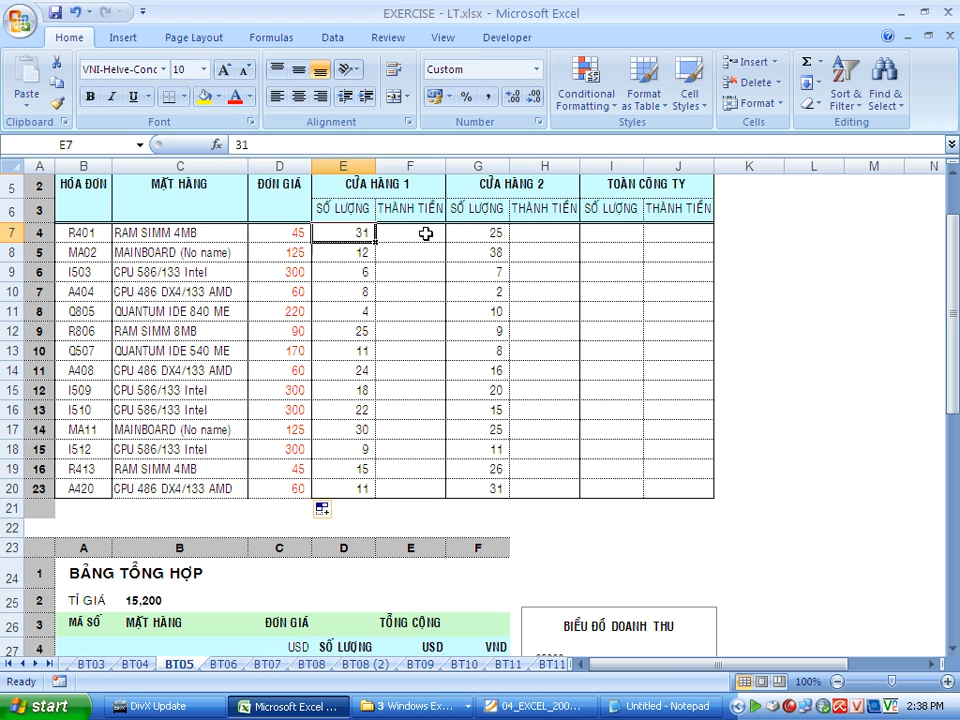 EXERCISE - LT.xlsx - Microsoft Excel
Home Insert Page Layout Formulas Data Review View Developer
Paste
VNI-Helve-Conc 10
B I U
Custom
% ,
Conditional Formatting
Format as Table
Cell Styles
Insert
Delete
Format
Σ
Sort & Filter
Find & Select
Clipboard Font Alignment Number Styles Cells Editing
E7 fx 31
A B C D E F G H I J K L M N
5 2 HÓA ĐƠN MẶT HÀNG ĐƠN GIÁ CỬA HÀNG 1 CỬA HÀNG 2 TOÀN CÔNG TY
6 3 SỐ LƯỢNG THÀNH TIỀN SỐ LƯỢNG THÀNH TIỀN SỐ LƯỢNG THÀNH TIỀN
7 4 R401 RAM SIMM 4MB 45 31 25
8 5 MA02 MAINBOARD (No name) 125 12 38
9 6 I503 CPU 586/133 Intel 300 6 7
10 7 A404 CPU 486 DX4/133 AMD 60 8 2
11 8 Q805 QUANTUM IDE 840 ME 220 4 10
12 9 R806 RAM SIMM 8MB 90 25 9
13 10 Q507 QUANTUM IDE 540 ME 170 11 8
14 11 A408 CPU 486 DX4/133 AMD 60 24 16
15 12 I509 CPU 586/133 Intel 300 18 20
16 13 I510 CPU 586/133 Intel 300 22 15
17 14 MA11 MAINBOARD (No name) 125 30 25
18 15 I512 CPU 586/133 Intel 300 9 11
19 16 R413 RAM SIMM 4MB 45 15 26
20 23 A420 CPU 486 DX4/133 AMD 60 11 31
21
22
23 A B C D E F
24 1 BẢNG TỔNG HỢP
25 2 TỈ GIÁ 15,200
26 3 MÃ SỐ MẶT HÀNG ĐƠN GIÁ TỔNG CỘNG
27 4 USD SỐ LƯỢNG USD VND
BIỂU ĐỒ DOANH THU
BT03 BT04 BT05 BT06 BT07 BT08 BT08 (2) BT09 BT10 BT11 BT11
Ready 100%
start DivX Update Microsoft Excel ... 3 Windows Ex... 04_EXCEL_200... Untitled - Notepad 2:38 PM